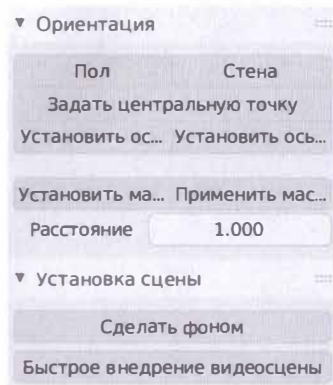 Ориентация
Пол Стена
Задать центральную точку
Установить ос... Установить ось...
Установить ма... Применить мас...
Расстояние 1.000
Установка сцены
Сделать фоном
Быстрое внедрение видеосцены